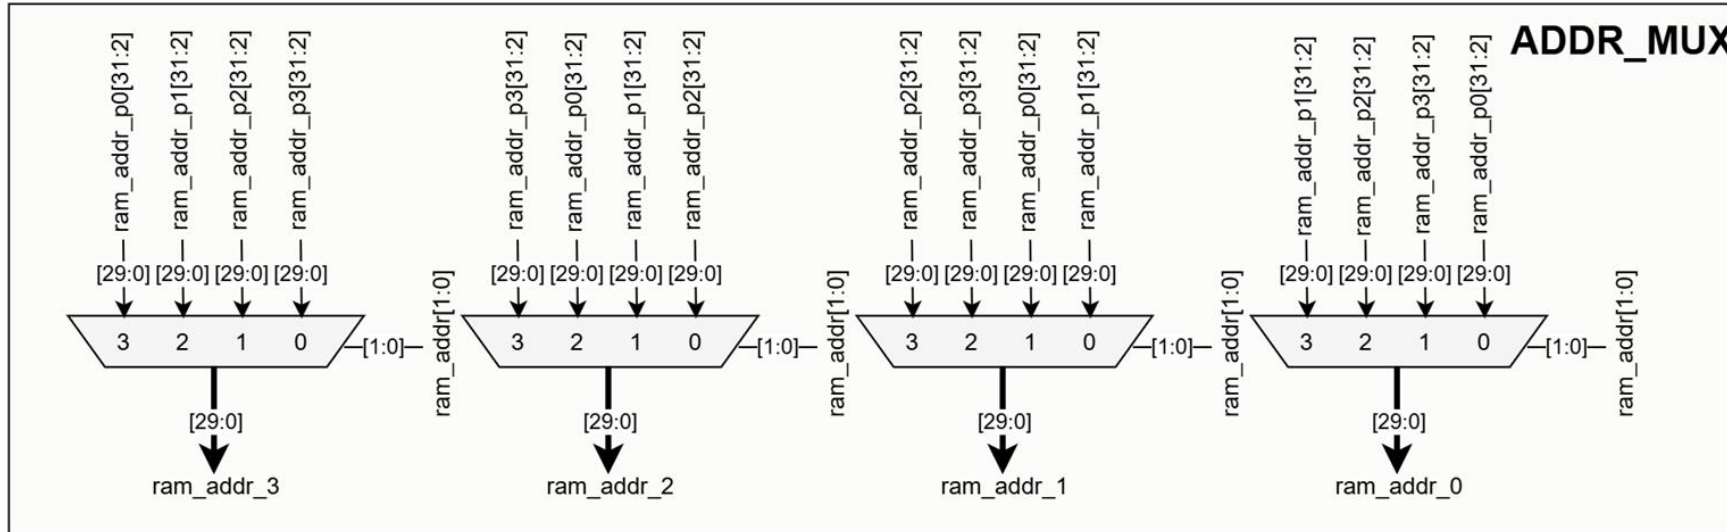 ADDR_MUX
ram_addr_p0[31:2]
ram_addr_p1[31:2]
ram_addr_p2[31:2]
ram_addr_p3[31:2]
[29:0] [29:0] [29:0] [29:0]
3 2 1 0
[1:0]
ram_addr[1:0]
[29:0]
ram_addr_3
ram_addr_p3[31:2]
ram_addr_p0[31:2]
ram_addr_p1[31:2]
ram_addr_p2[31:2]
[29:0] [29:0] [29:0] [29:0]
3 2 1 0
[1:0]
ram_addr[1:0]
[29:0]
ram_addr_2
ram_addr_p2[31:2]
ram_addr_p3[31:2]
ram_addr_p0[31:2]
ram_addr_p1[31:2]
[29:0] [29:0] [29:0] [29:0]
3 2 1 0
[1:0]
ram_addr[1:0]
[29:0]
ram_addr_1
ram_addr_p1[31:2]
ram_addr_p2[31:2]
ram_addr_p3[31:2]
ram_addr_p0[31:2]
[29:0] [29:0] [29:0] [29:0]
3 2 1 0
[1:0]
ram_addr[1:0]
[29:0]
ram_addr_0